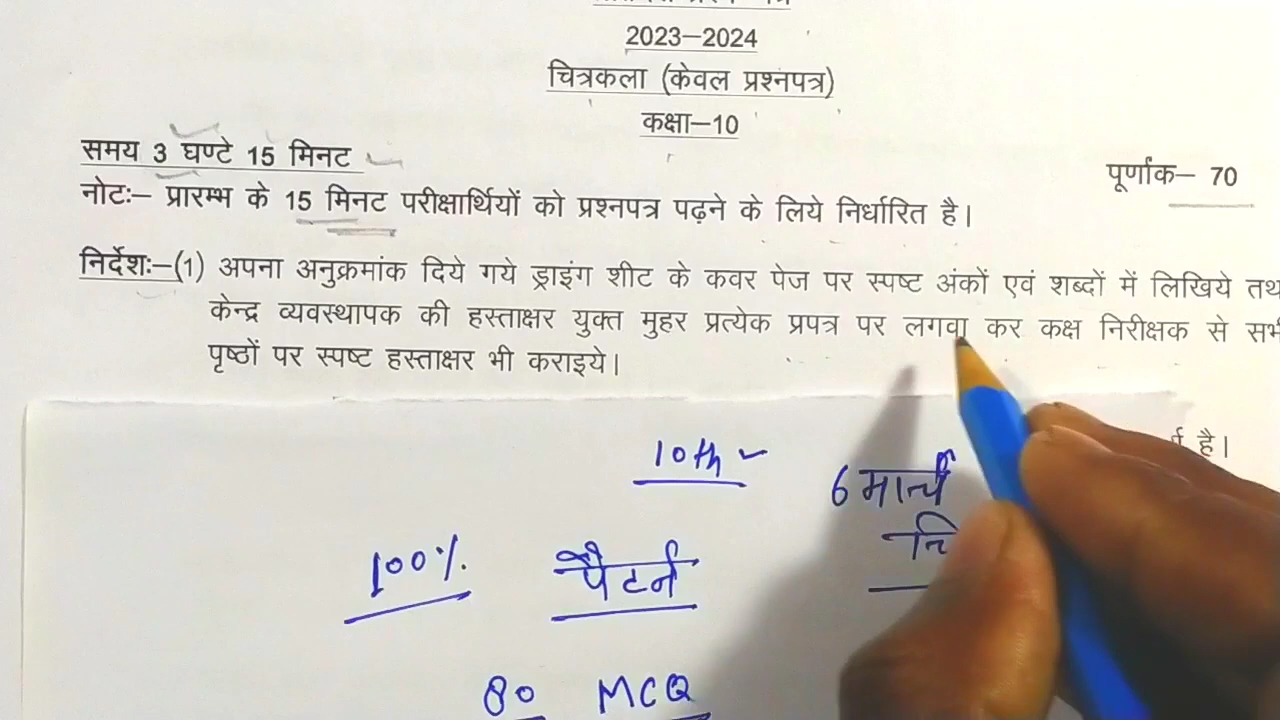 2023–2024
चित्रकला (केवल प्रश्नपत्र)
कक्षा–10
समय 3 घण्टे 15 मिनट
पूर्णांक– 70
नोटः– प्रारम्भ के 15 मिनट परीक्षार्थियों को प्रश्नपत्र पढ़ने के लिये निर्धारित है।
निर्देशः–(1) अपना अनुक्रमांक दिये गये ड्राइंग शीट के कवर पेज पर स्पष्ट अंकों एवं शब्दों में लिखिये
केन्द्र व्यवस्थापक की हस्ताक्षर युक्त मुहर प्रत्येक प्रपत्र पर लगवा कर कक्ष निरीक्षक से
पृष्ठों पर स्पष्ट हस्ताक्षर भी कराइये।
है।
10th
6 मार्च
100% पैटर्न
80 MCQ